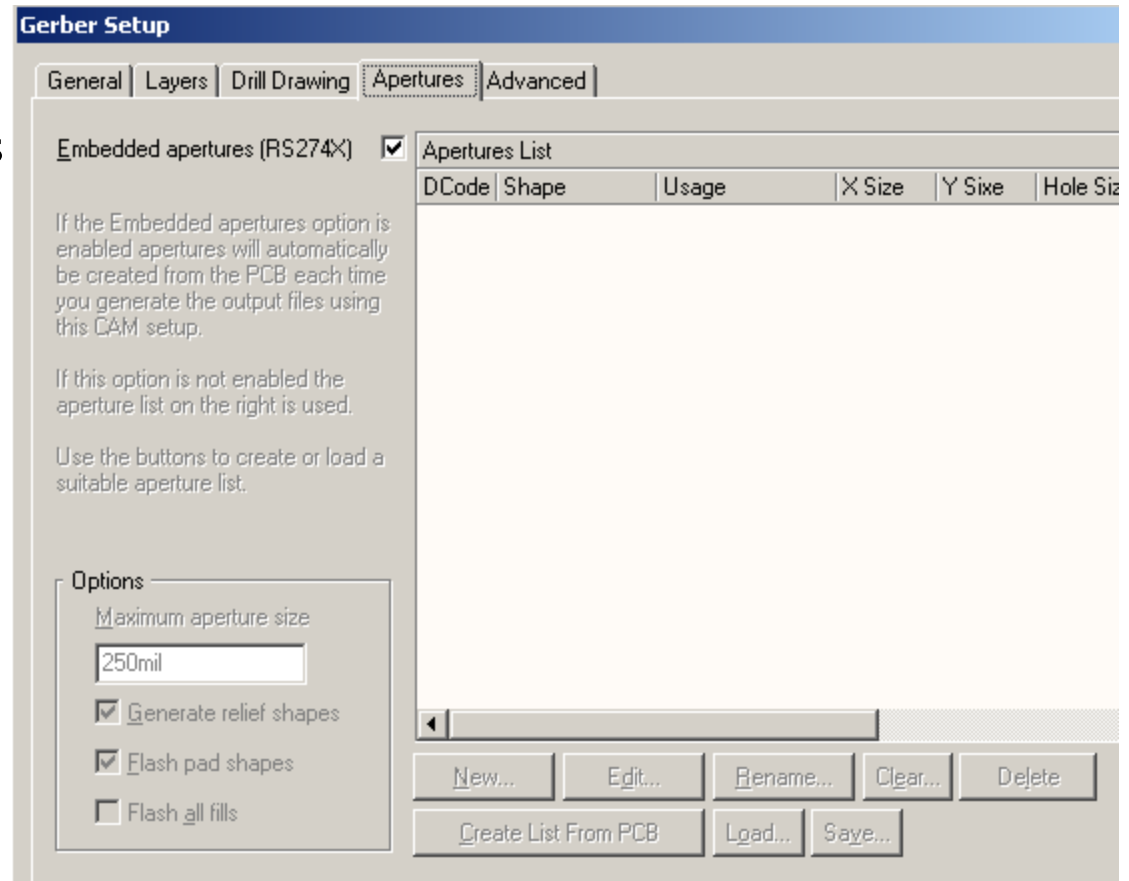 Gerber Setup
General Layers Drill Drawing Apertures Advanced
Embedded apertures (RS274X)
If the Embedded apertures option is
enabled apertures will automatically
be created from the PCB each time
you generate the output files using
this CAM setup.
If this option is not enabled the
aperture list on the right is used.
Use the buttons to create or load a
suitable aperture list.
Options
Maximum aperture size
250mil
Generate relief shapes
Flash pad shapes
Flash all fills
Apertures List
DCode Shape Usage X Size Y Sixe Hole Siz
New... Edit... Rename... Clear... Delete
Create List From PCB Load... Save...